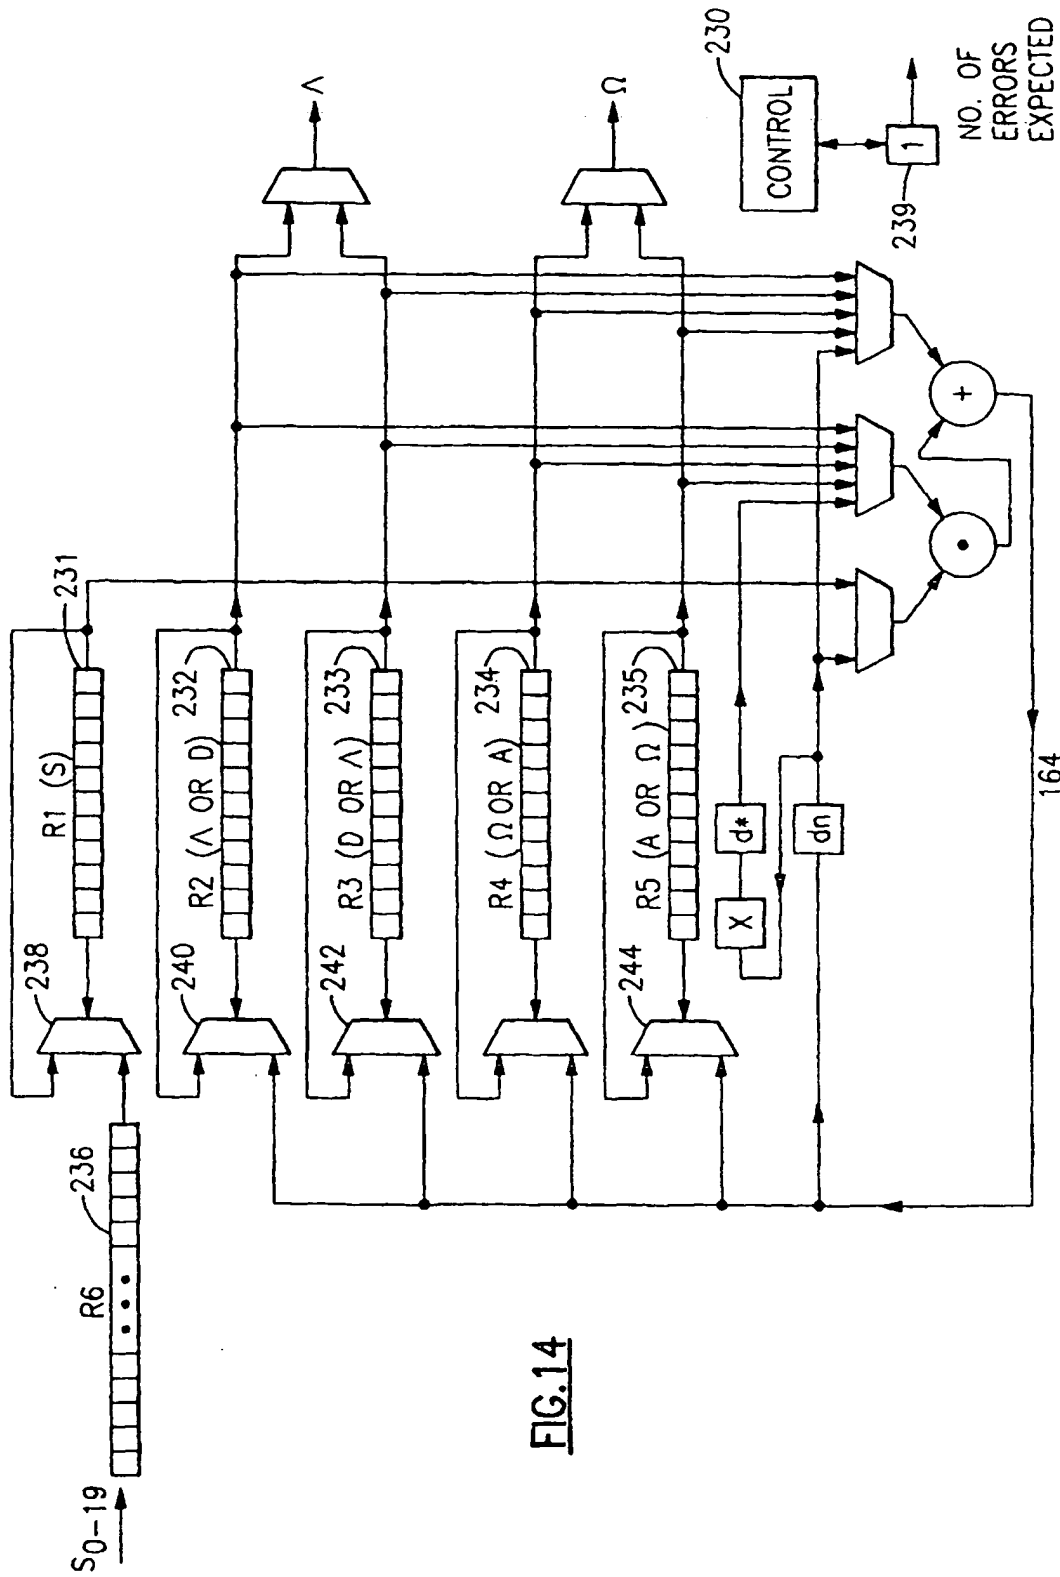 S0-19
R6
236
238
R1 (S)
231
240
R2 (Λ OR D)
232
242
R3 (D OR Λ)
233
R4 (Ω OR A)
234
244
R5 (A OR Ω)
235
X
d*
dn
Λ
Ω
230
CONTROL
1
239
NO. OF
ERRORS
EXPECTED
•
+
164
FIG.14